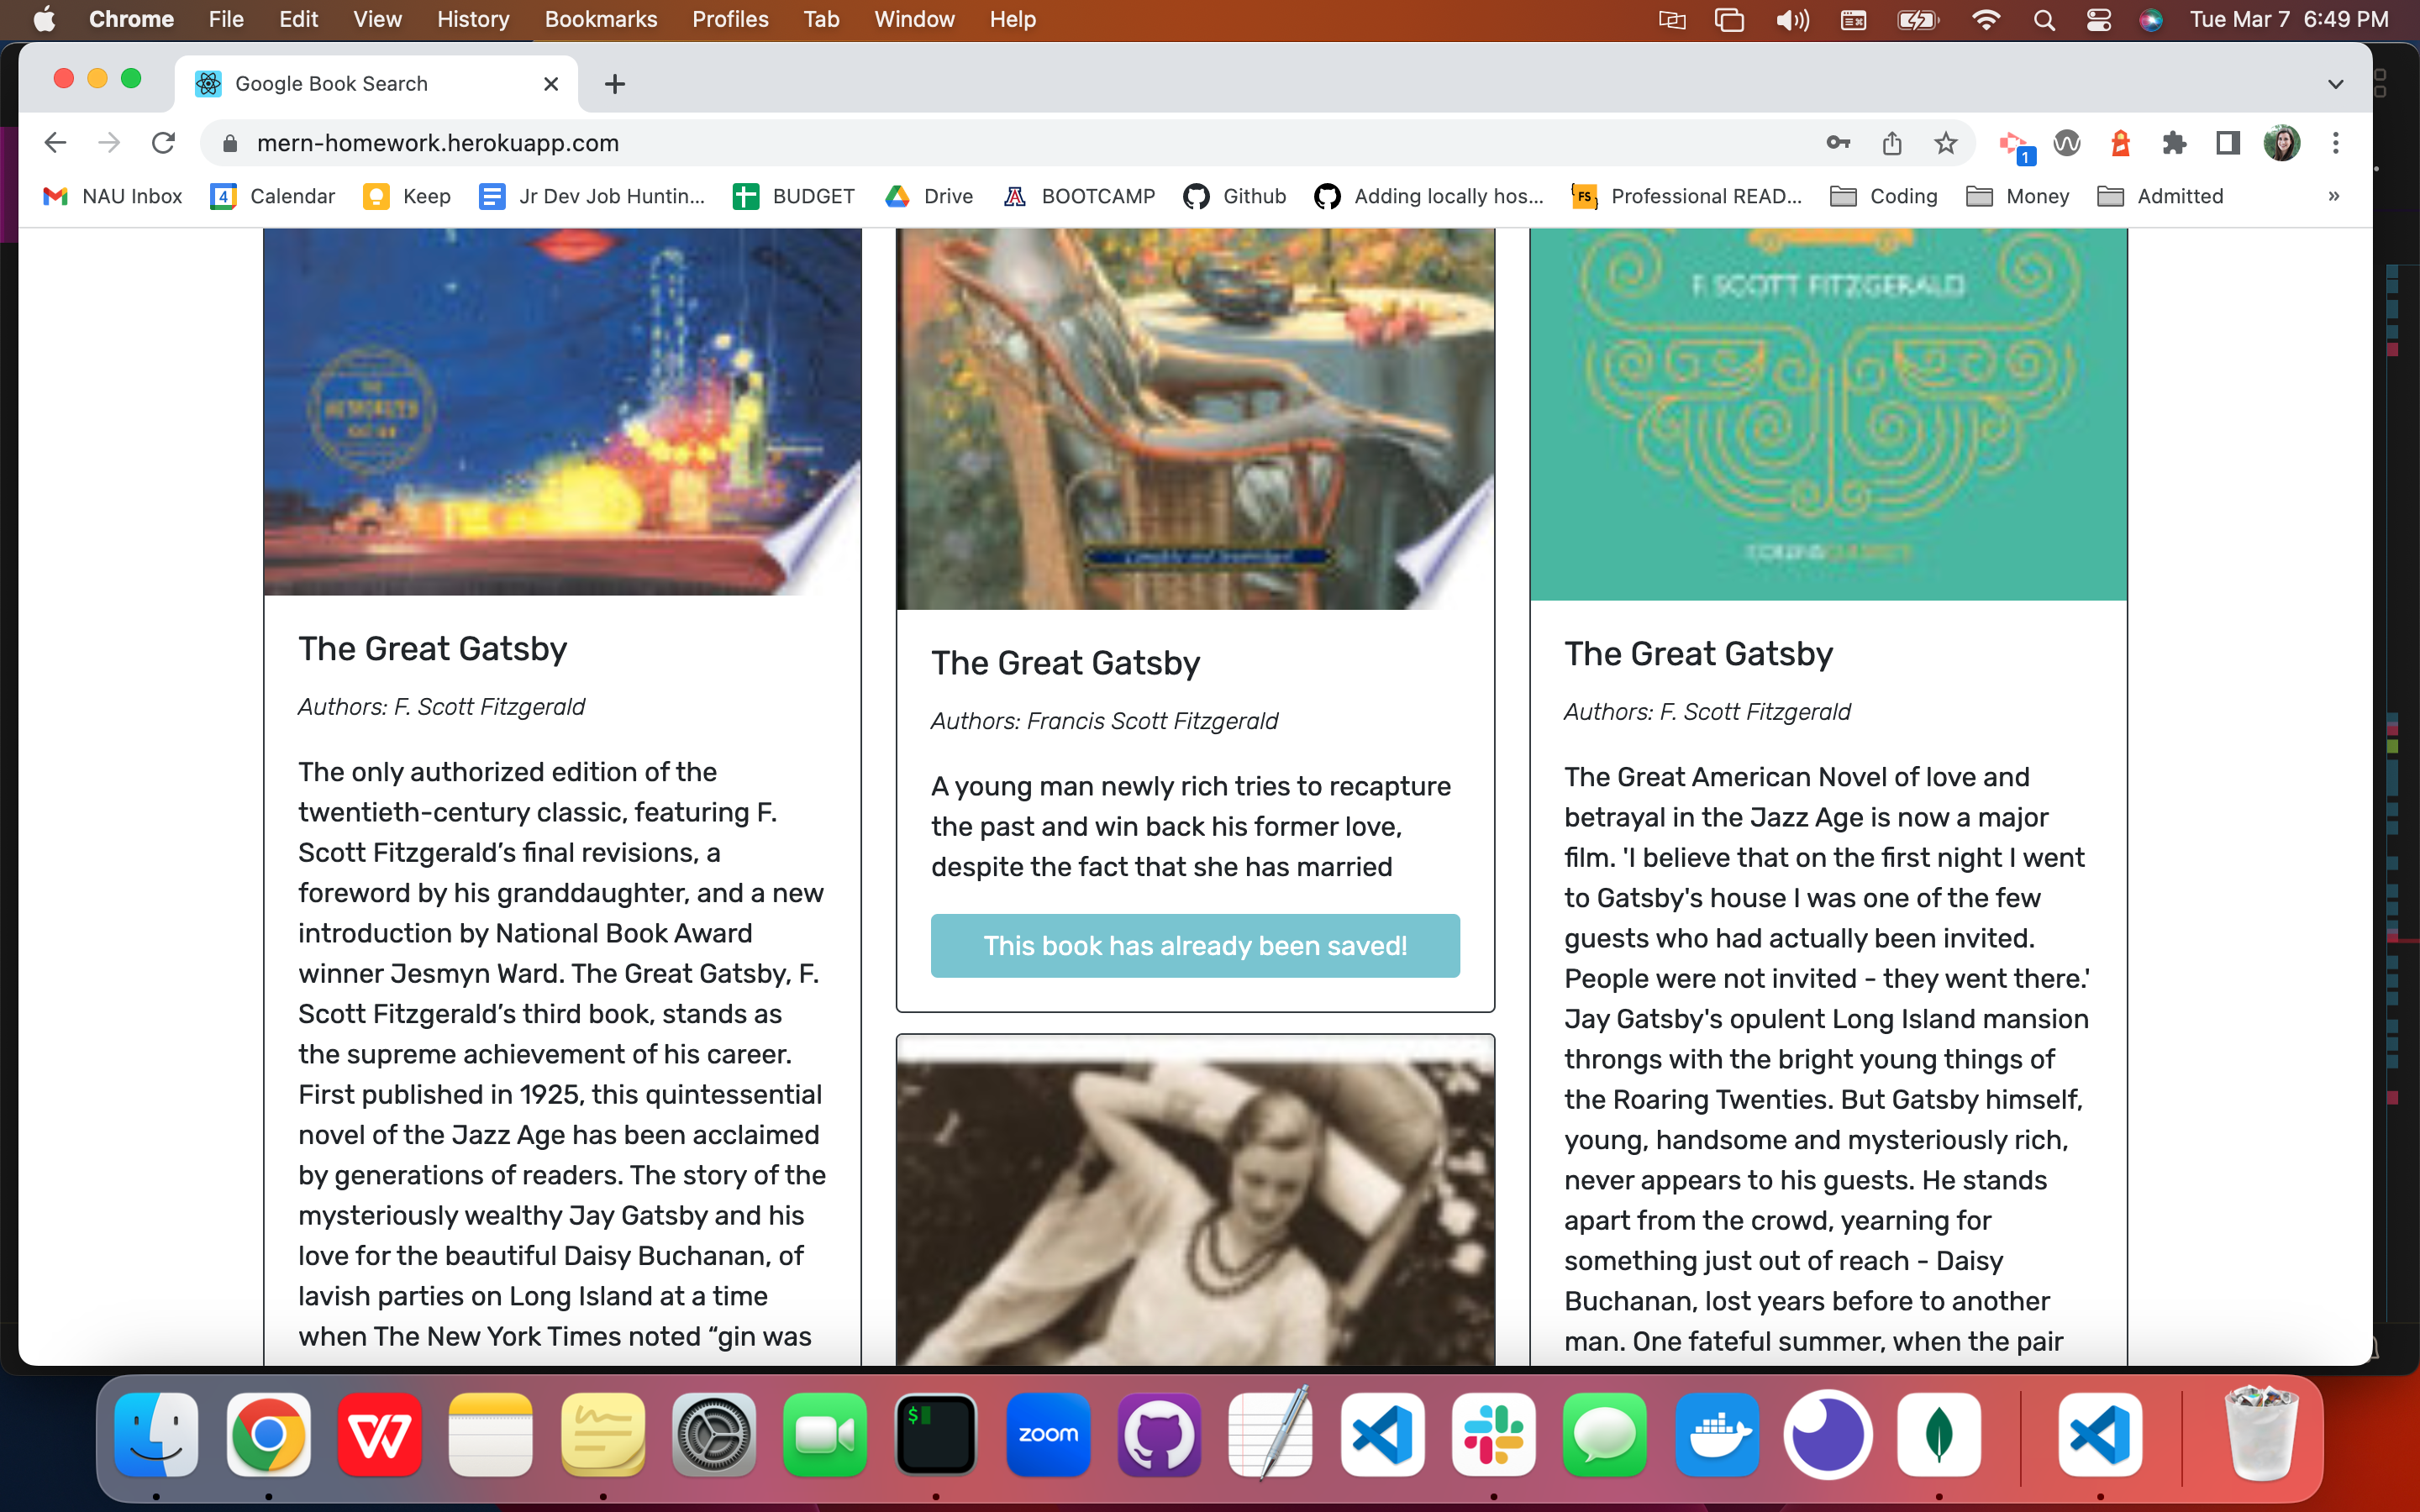 Chrome File Edit View History Bookmarks Profiles Tab Window Help Tue Mar 7 6:49 PM
Google Book Search
mern-homework.herokuapp.com
1
NAU Inbox 4 Calendar Keep Jr Dev Job Huntin... BUDGET Drive BOOTCAMP Github Adding locally hos... FS Professional READ... Coding Money Admitted »
F. SCOTT FITZGERALD
THE
COLLINS CLASSICS
The Great Gatsby
Authors: F. Scott Fitzgerald
The only authorized edition of the
twentieth-century classic, featuring F.
Scott Fitzgerald’s final revisions, a
foreword by his granddaughter, and a new
introduction by National Book Award
winner Jesmyn Ward. The Great Gatsby, F.
Scott Fitzgerald’s third book, stands as
the supreme achievement of his career.
First published in 1925, this quintessential
novel of the Jazz Age has been acclaimed
by generations of readers. The story of the
mysteriously wealthy Jay Gatsby and his
love for the beautiful Daisy Buchanan, of
lavish parties on Long Island at a time
when The New York Times noted “gin was
The Great Gatsby
Authors: Francis Scott Fitzgerald
A young man newly rich tries to recapture
the past and win back his former love,
despite the fact that she has married
This book has already been saved!
The Great Gatsby
Authors: F. Scott Fitzgerald
The Great American Novel of love and
betrayal in the Jazz Age is now a major
film. 'I believe that on the first night I went
to Gatsby's house I was one of the few
guests who had actually been invited.
People were not invited - they went there.'
Jay Gatsby's opulent Long Island mansion
throngs with the bright young things of
the Roaring Twenties. But Gatsby himself,
young, handsome and mysteriously rich,
never appears to his guests. He stands
apart from the crowd, yearning for
something just out of reach - Daisy
Buchanan, lost years before to another
man. One fateful summer, when the pair
$
zoom